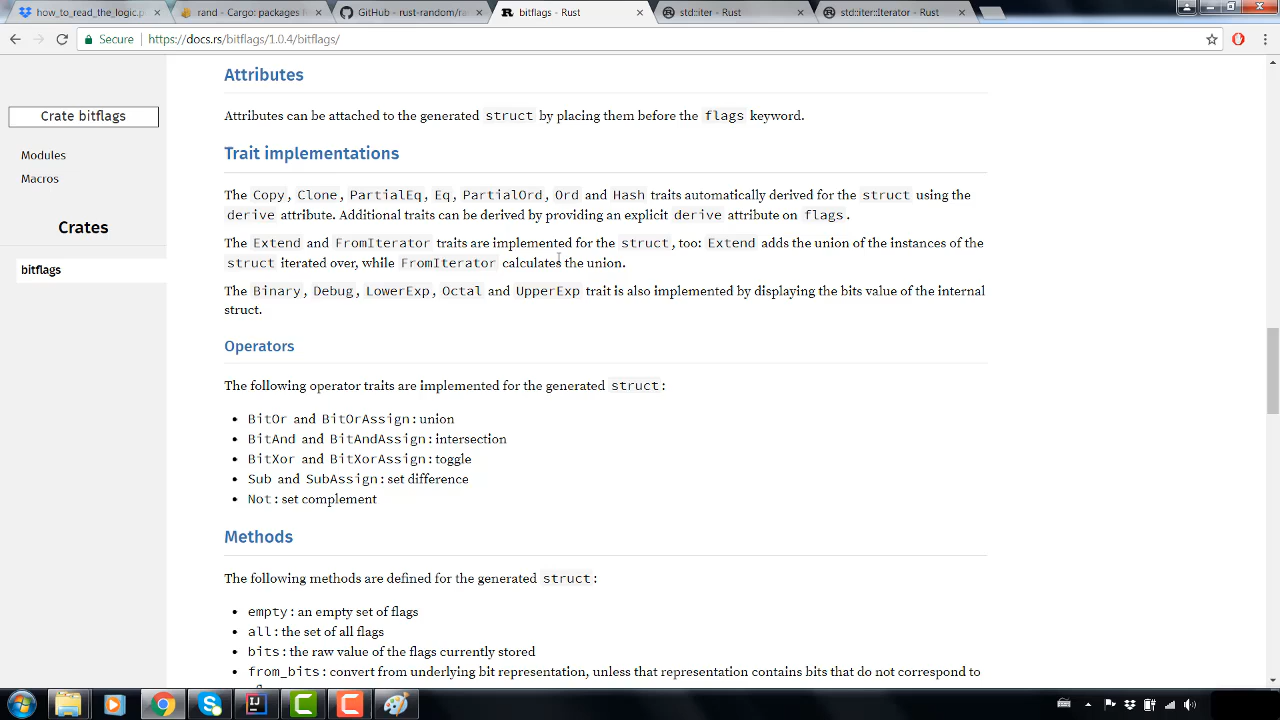 how_to_read_the_logic.p
rand - Cargo: packages
GitHub - rust-random/ra
bitflags - Rust
std::iter - Rust
std::iter::Iterator - Rust
Secure
https://docs.rs/bitflags/1.0.4/bitflags/
Crate bitflags
Modules
Macros
Crates
bitflags
Attributes
Attributes can be attached to the generated struct by placing them before the flags keyword.
Trait implementations
The Copy, Clone, PartialEq, Eq, PartialOrd, Ord and Hash traits automatically derived for the struct using the
derive attribute. Additional traits can be derived by providing an explicit derive attribute on flags.
The Extend and FromIterator traits are implemented for the struct, too: Extend adds the union of the instances of the
struct iterated over, while FromIterator calculates the union.
The Binary, Debug, LowerExp, Octal and UpperExp trait is also implemented by displaying the bits value of the internal
struct.
Operators
The following operator traits are implemented for the generated struct:
• BitOr and BitOrAssign: union
• BitAnd and BitAndAssign: intersection
• BitXor and BitXorAssign: toggle
• Sub and SubAssign: set difference
• Not: set complement
Methods
The following methods are defined for the generated struct:
• empty: an empty set of flags
• all: the set of all flags
• bits: the raw value of the flags currently stored
• from_bits: convert from underlying bit representation, unless that representation contains bits that do not correspond to